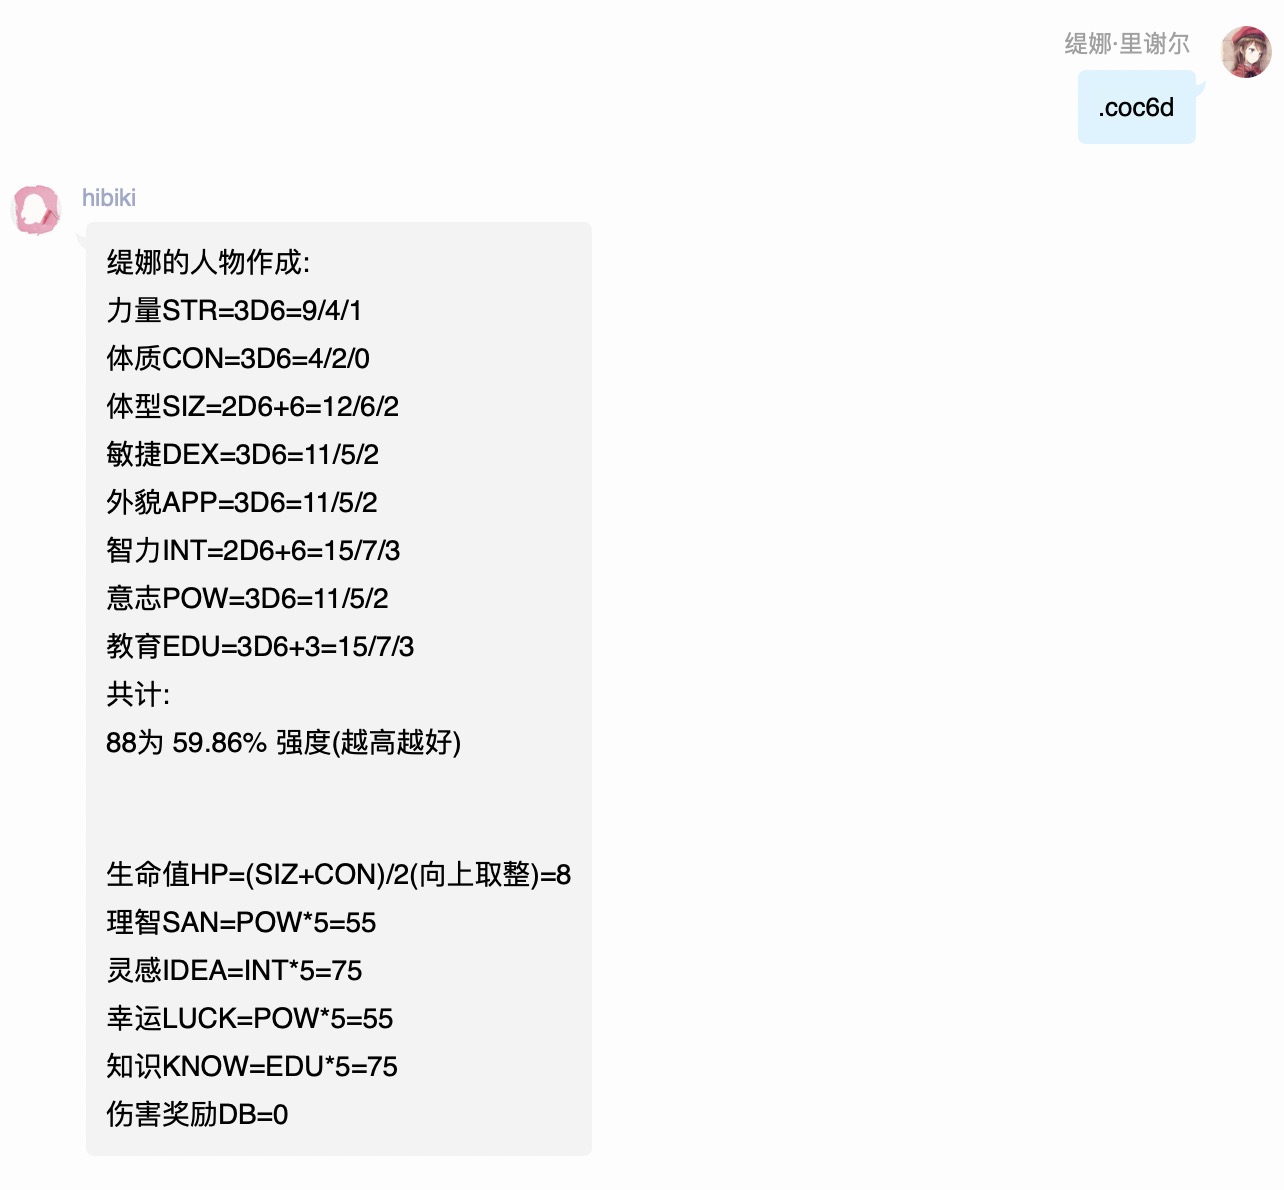 缇娜·里谢尔
.coc6d
hibiki
缇娜的人物作成:
力量STR=3D6=9/4/1
体质CON=3D6=4/2/0
体型SIZ=2D6+6=12/6/2
敏捷DEX=3D6=11/5/2
外貌APP=3D6=11/5/2
智力INT=2D6+6=15/7/3
意志POW=3D6=11/5/2
教育EDU=3D6+3=15/7/3
共计:
88为 59.86% 强度(越高越好)
生命值HP=(SIZ+CON)/2(向上取整)=8
理智SAN=POW*5=55
灵感IDEA=INT*5=75
幸运LUCK=POW*5=55
知识KNOW=EDU*5=75
伤害奖励DB=0